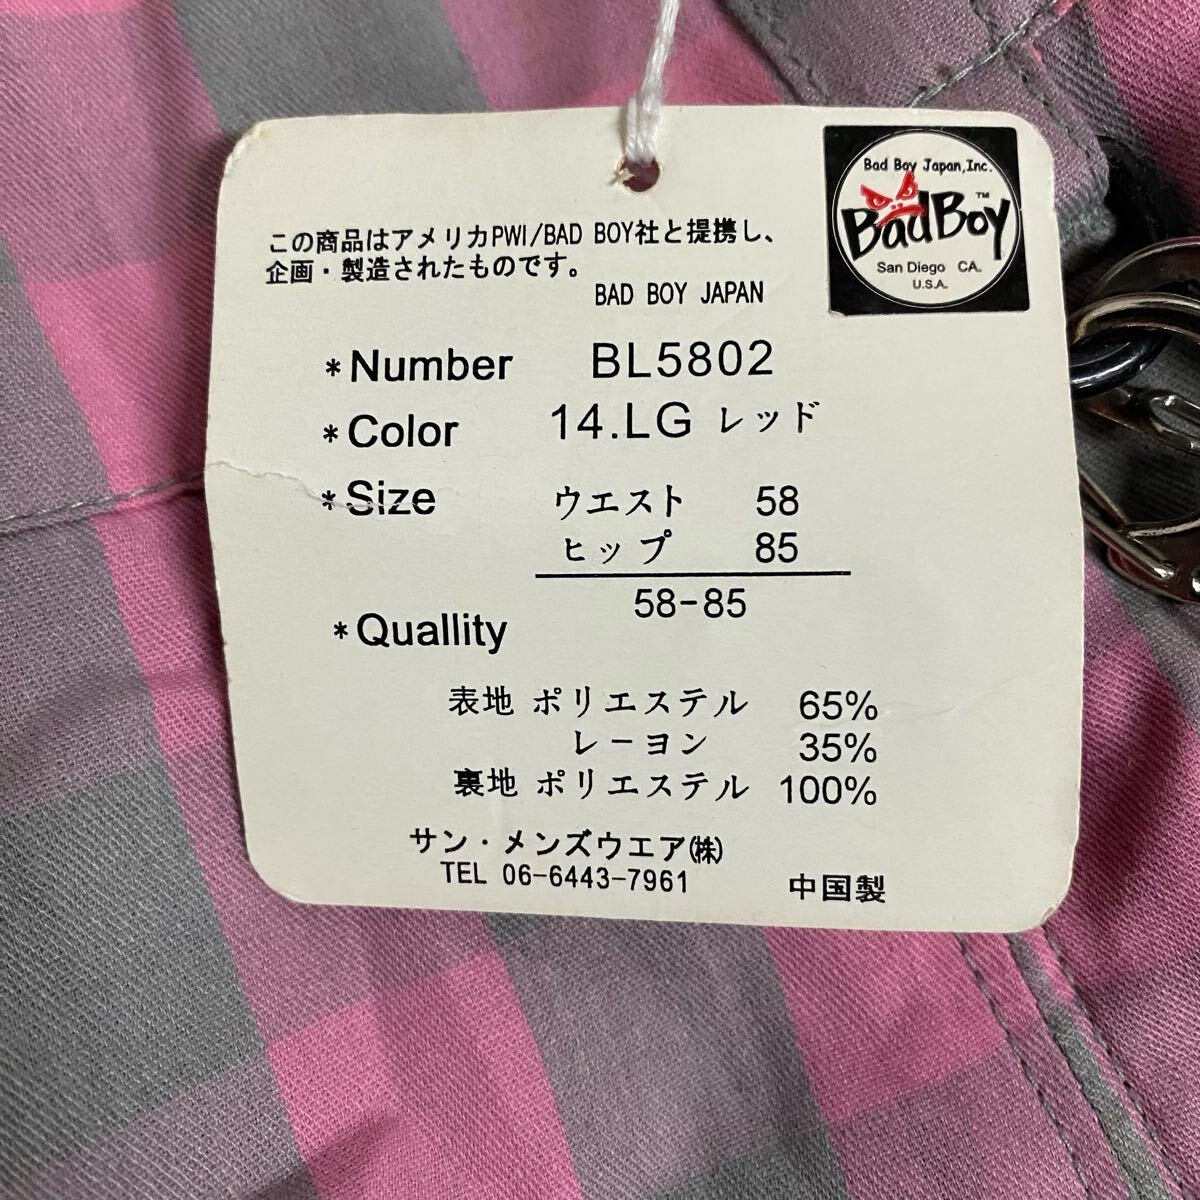 Bad Boy Japan,Inc.
BadBoy™
San Diego CA.
U.S.A.
この商品はアメリカPWI/BAD BOY社と提携し、
企画・製造されたものです。
BAD BOY JAPAN
*Number BL5802
*Color 14.LG レッド
*Size ウエスト 58
ヒップ 85
58-85
*Quallity
表地 ポリエステル 65%
レーヨン 35%
裏地 ポリエステル 100%
サン・メンズウエア(株)
TEL 06-6443-7961 中国製